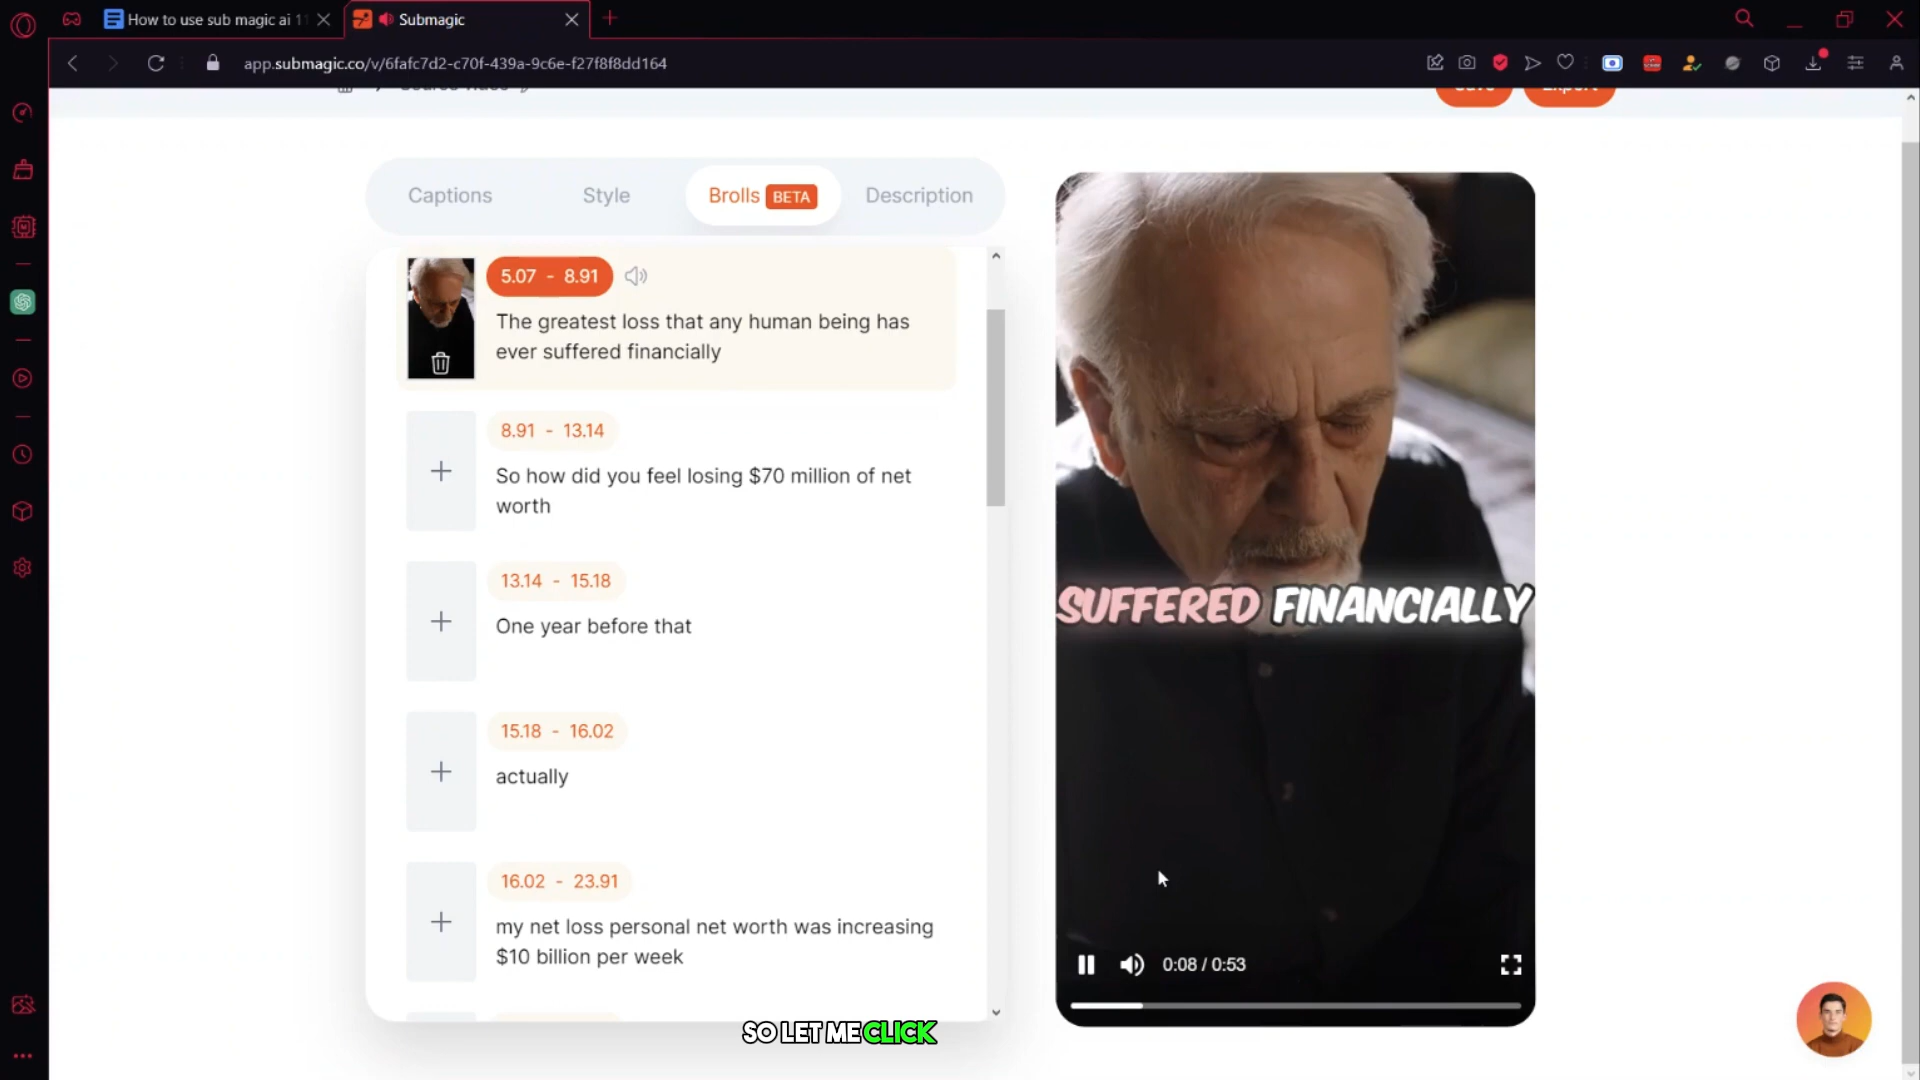 How to use sub magic ai 1
Submagic
app.submagic.co/v/6fafc7d2-c70f-439a-9c6e-f27f8f8dd164
Source video
Save
Export
Captions
Style
Brolls BETA
Description
5.07 - 8.91
The greatest loss that any human being has
ever suffered financially
8.91 - 13.14
So how did you feel losing $70 million of net
worth
13.14 - 15.18
One year before that
15.18 - 16.02
actually
16.02 - 23.91
my net loss personal net worth was increasing
$10 billion per week
SUFFERED FINANCIALLY
0:08 / 0:53
SO LET ME CLICK